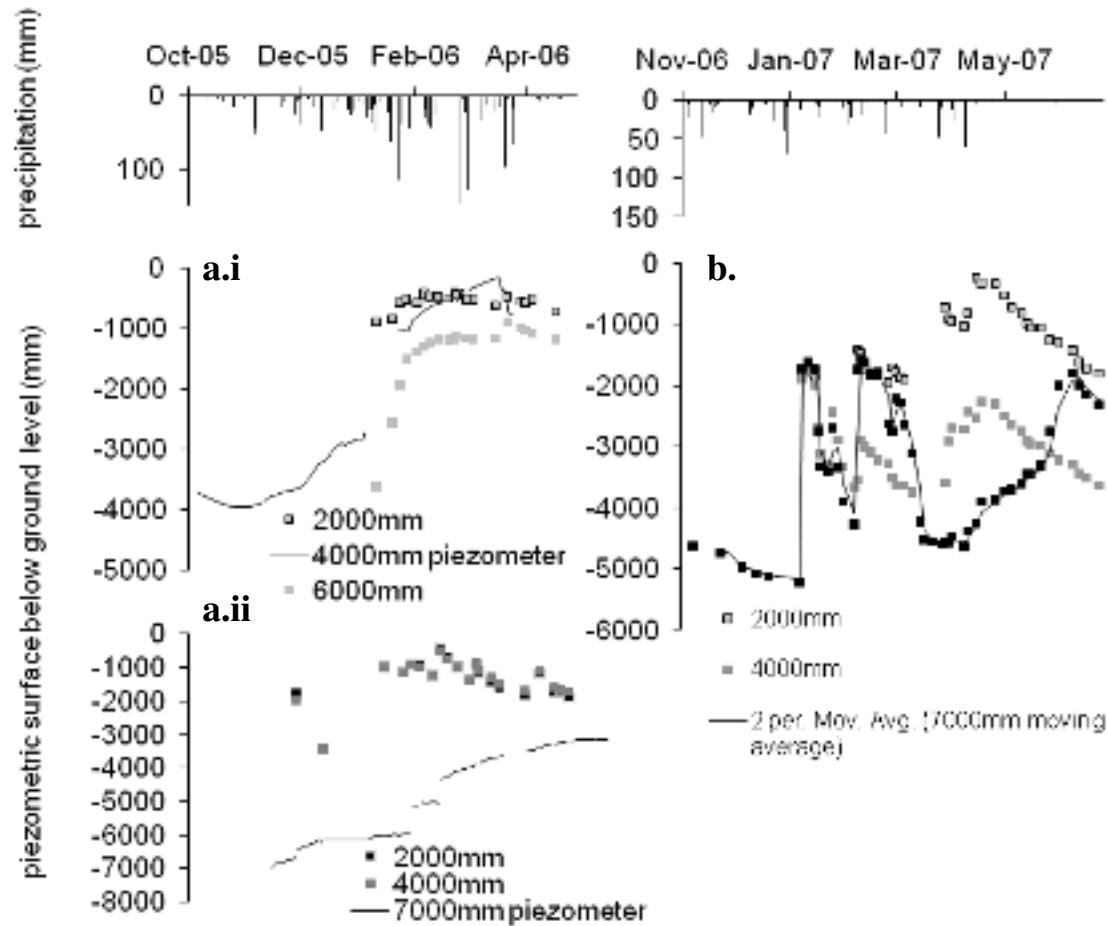 precipitation (mm)
Oct-05 Dec-05 Feb-06 Apr-06
0
100
Nov-06 Jan-07 Mar-07 May-07
0
50
100
150
piezometric surface below ground level (mm)
a.i
0
-1000
-2000
-3000
-4000
-5000
2000mm
4000mm piezometer
6000mm
a.ii
0
-1000
-2000
-3000
-4000
-5000
-6000
-7000
-8000
2000mm
4000mm
7000mm piezometer
b.
0
-1000
-2000
-3000
-4000
-5000
-6000
2000mm
4000mm
2 per. Mov. Avg. (7000mm moving
average)